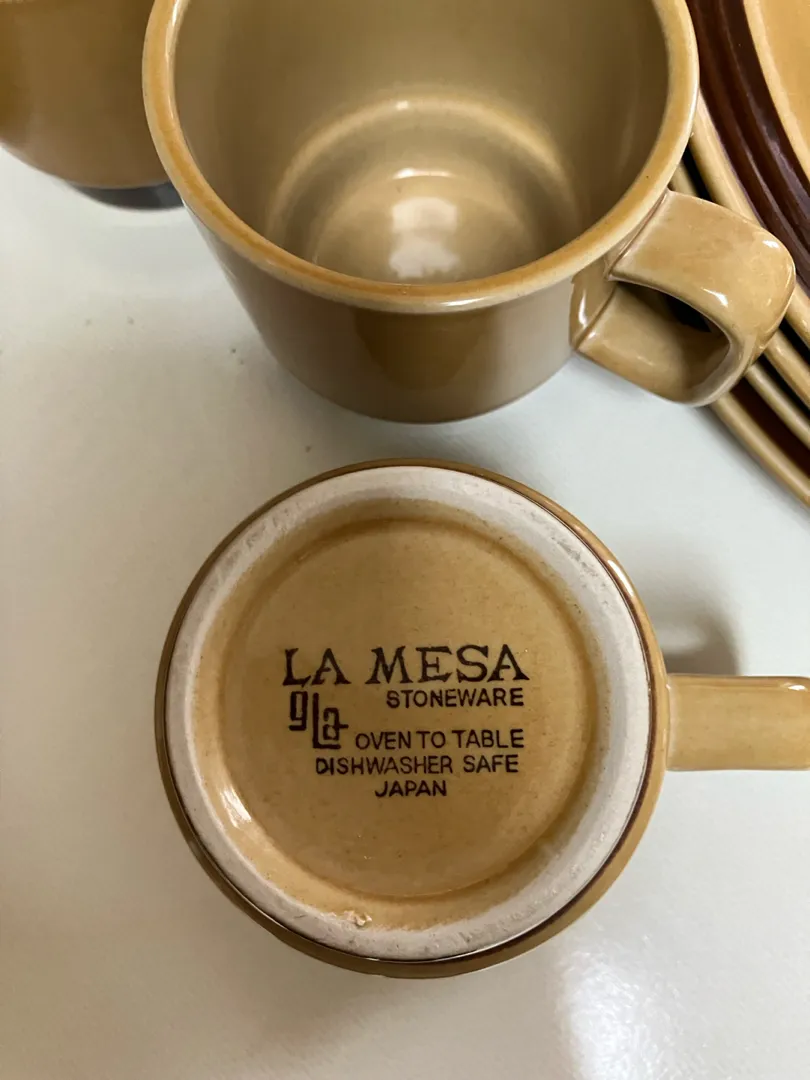 LA MESA
STONEWARE
gLa
OVEN TO TABLE
DISHWASHER SAFE
JAPAN